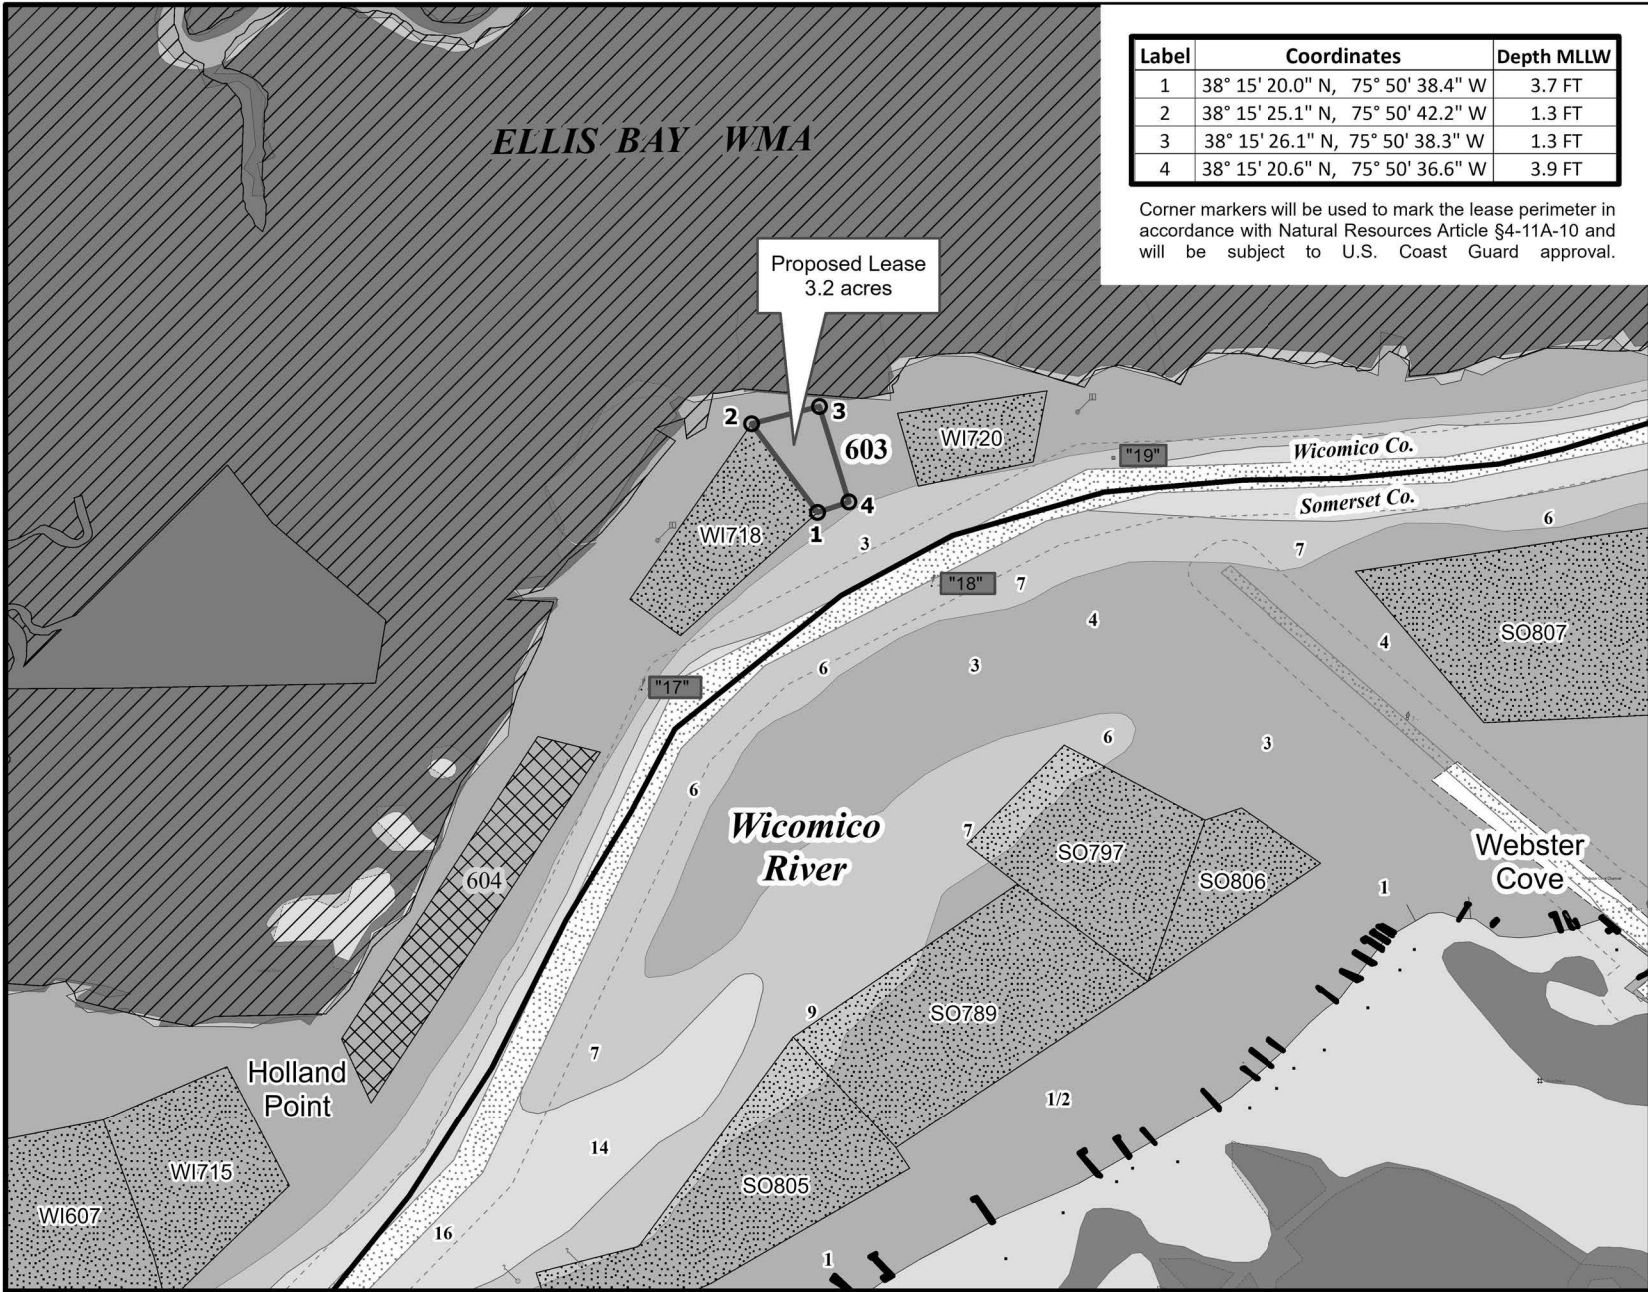 Label Coordinates Depth MLLW
1 38° 15' 20.0" N, 75° 50' 38.4" W 3.7 FT
2 38° 15' 25.1" N, 75° 50' 42.2" W 1.3 FT
3 38° 15' 26.1" N, 75° 50' 38.3" W 1.3 FT
4 38° 15' 20.6" N, 75° 50' 36.6" W 3.9 FT
Corner markers will be used to mark the lease perimeter in
accordance with Natural Resources Article §4-11A-10 and
will be subject to U.S. Coast Guard approval.
ELLIS BAY WMA
Proposed Lease
3.2 acres
2
3
603
WI720
"19"
Wicomico Co.
Somerset Co.
4
1
WI718
3
6
7
"18"
7
4
SO807
4
3
6
"17"
6
3
6
Wicomico
River
7
SO797
SO806
Webster
Cove
604
1
9
SO789
7
Holland
Point
1/2
14
WI715
SO805
WI607
16
1